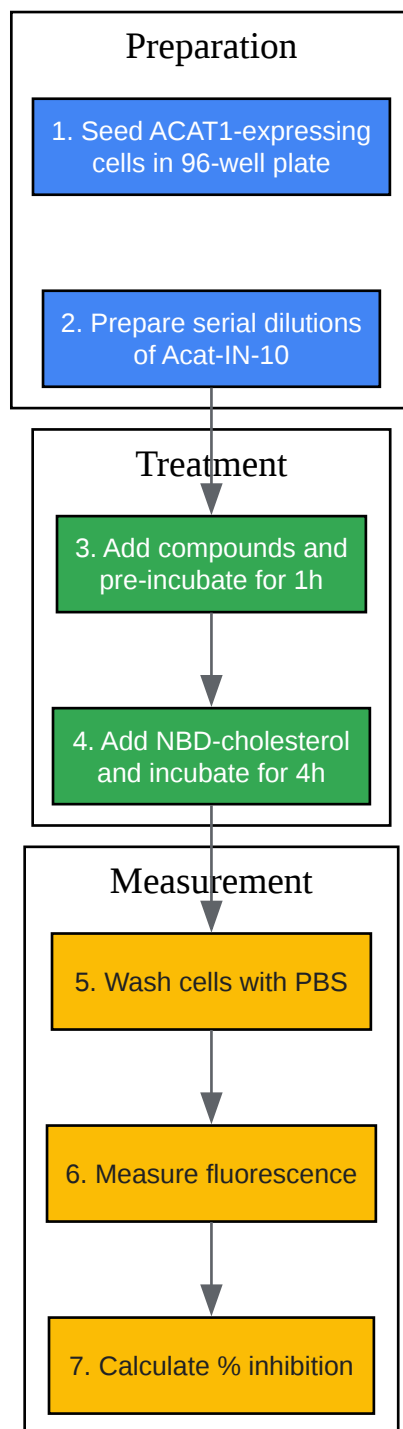 Preparation
1. Seed ACAT1-expressing
cells in 96-well plate
2. Prepare serial dilutions
of Acat-IN-10
Treatment
3. Add compounds and
pre-incubate for 1h
4. Add NBD-cholesterol
and incubate for 4h
Measurement
5. Wash cells with PBS
6. Measure fluorescence
7. Calculate % inhibition